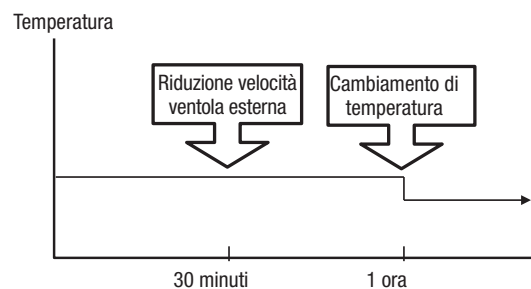 Temperatura
Riduzione velocità
ventola esterna
Cambiamento di
temperatura
30 minuti
1 ora